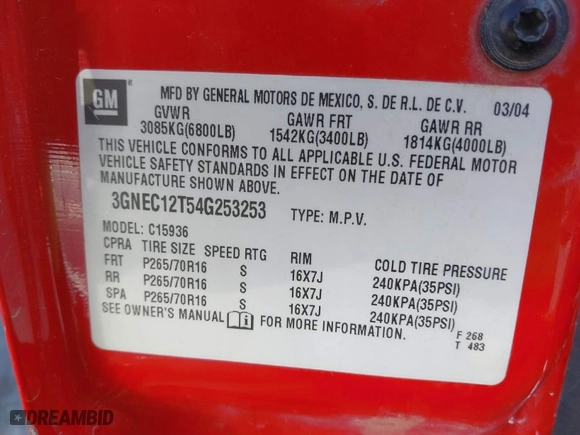 GM
MFD BY GENERAL MOTORS DE MEXICO, S. DE R.L. DE C.V. 03/04
GVWR GAWR FRT GAWR RR
3085KG(6800LB) 1542KG(3400LB) 1814KG(4000LB)
THIS VEHICLE CONFORMS TO ALL APPLICABLE U.S. FEDERAL MOTOR
VEHICLE SAFETY STANDARDS IN EFFECT ON THE DATE OF
MANUFACTURE SHOWN ABOVE.
3GNEC12T54G253253 TYPE: M.P.V.
MODEL: C15936
CPRA TIRE SIZE SPEED RTG RIM COLD TIRE PRESSURE
FRT P265/70R16 S 16X7J 240KPA(35PSI)
RR P265/70R16 S 16X7J 240KPA(35PSI)
SPA P265/70R16 S 16X7J 240KPA(35PSI)
SEE OWNER'S MANUAL FOR MORE INFORMATION.
F 268
T 483
DREAMBID